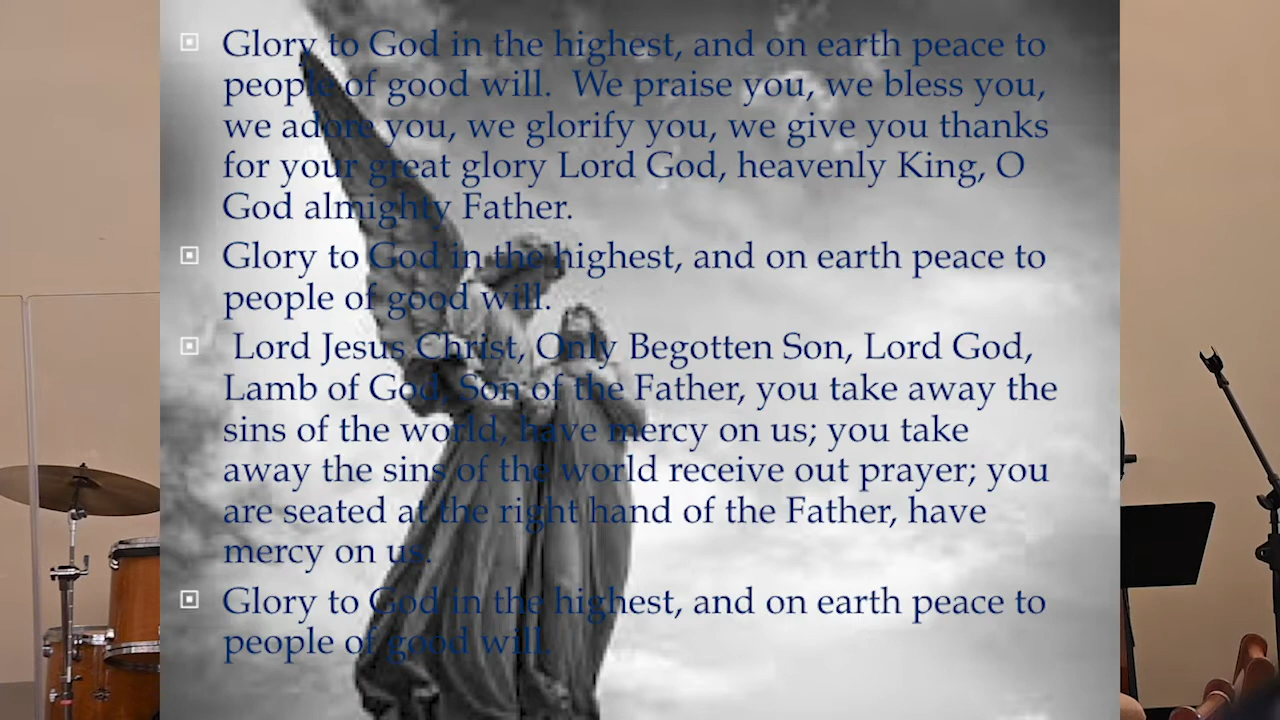 Glory to God in the highest, and on earth peace to
people of good will.  We praise you, we bless you,
we adore you, we glorify you, we give you thanks
for your great glory Lord God, heavenly King, O
God almighty Father.
Glory to God in the highest, and on earth peace to
people of good will.
Lord Jesus Christ, Only Begotten Son, Lord God,
Lamb of God, Son of the Father, you take away the
sins of the world, have mercy on us; you take
away the sins of the world receive out prayer; you
are seated at the right hand of the Father, have
mercy on us.
Glory to God in the highest, and on earth peace to
people of good will.